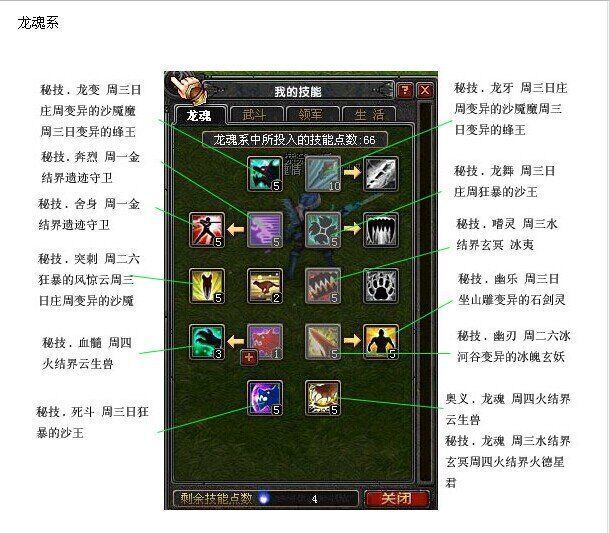 龙魂系
秘技．龙变 周三日
庄周变异的沙魇魔
周三日变异的蜂王
秘技．奔烈 周一金
结界遗迹守卫
秘技．舍身 周一金
结界遗迹守卫
秘技．突刺 周二六
狂暴的风惊云周三
日庄周变异的沙魇
秘技．血髓 周四
火结界云生兽
秘技．死斗 周三日狂
暴的沙王
我的技能
?
X
龙魂
武斗
领军
生 活
龙魂系中所投入的技能点数:66
5
10
5
5
5
5
2
5
3
1
5
5
5
5
剩余技能点数
4
关闭
秘技．龙牙 周三日庄
周变异的沙魇魔周三
日变异的蜂王
秘技．龙舞 周三日
庄周狂暴的沙王
秘技．嗜灵 周三水
结界玄冥 冰夷
秘技．幽乐 周三日
坐山雕变异的石剑灵
秘技．幽刃 周二六冰
河谷变异的冰魄玄妖
奥义．龙魂 周四火结界
云生兽
秘技．龙魂 周三水结界
玄冥周四火结界火德星
君